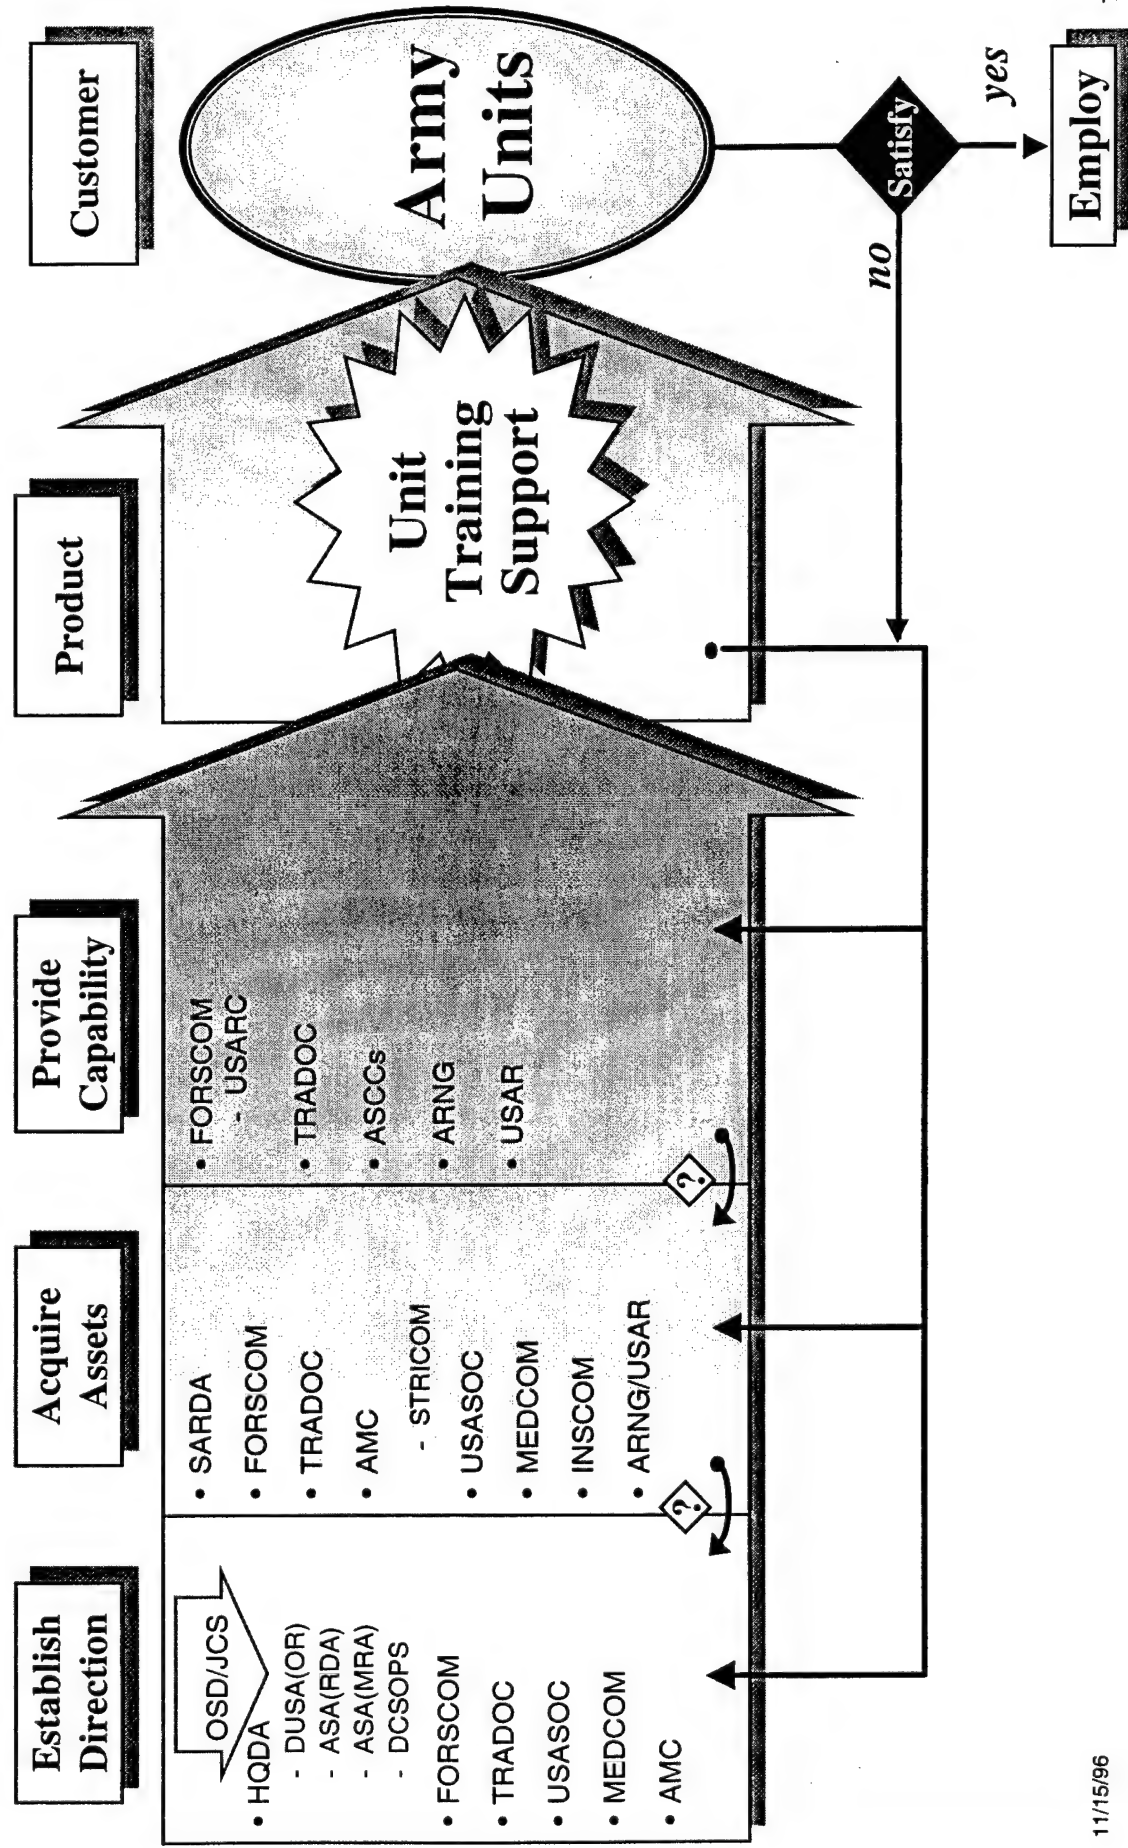 Establish
Direction
Acquire
Assets
Provide
Capability
Product
Customer
OSD/JCS
• HQDA
- DUSA(OR)
- ASA(RDA)
- ASA(MRA)
- DCSOPS
• FORSCOM
• TRADOC
• USASOC
• MEDCOM
• AMC
?
• SARDA
• FORSCOM
• TRADOC
• AMC
- STRICOM
• USASOC
• MEDCOM
• INSCOM
• ARNG/USAR
?
• FORSCOM
- USARC
• TRADOC
• ASCCs
• ARNG
• USAR
Unit
Training
Support
Army
Units
Satisfy
no
yes
Employ
11/15/96